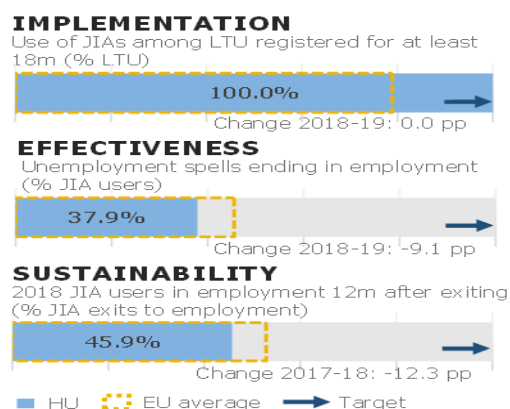 IMPLEMENTATION
Use of JIAs among LTU registered for at least
18m (% LTU)
100.0%
Change 2018-19: 0.0 pp
EFFECTIVENESS
Unemployment spells ending in employment
(% JIA users)
37.9%
Change 2018-19: -9.1 pp
SUSTAINABILITY
2018 JIA users in employment 12m after exiting
(% JIA exits to employment)
45.9%
Change 2017-18: -12.3 pp
HU EU average Target